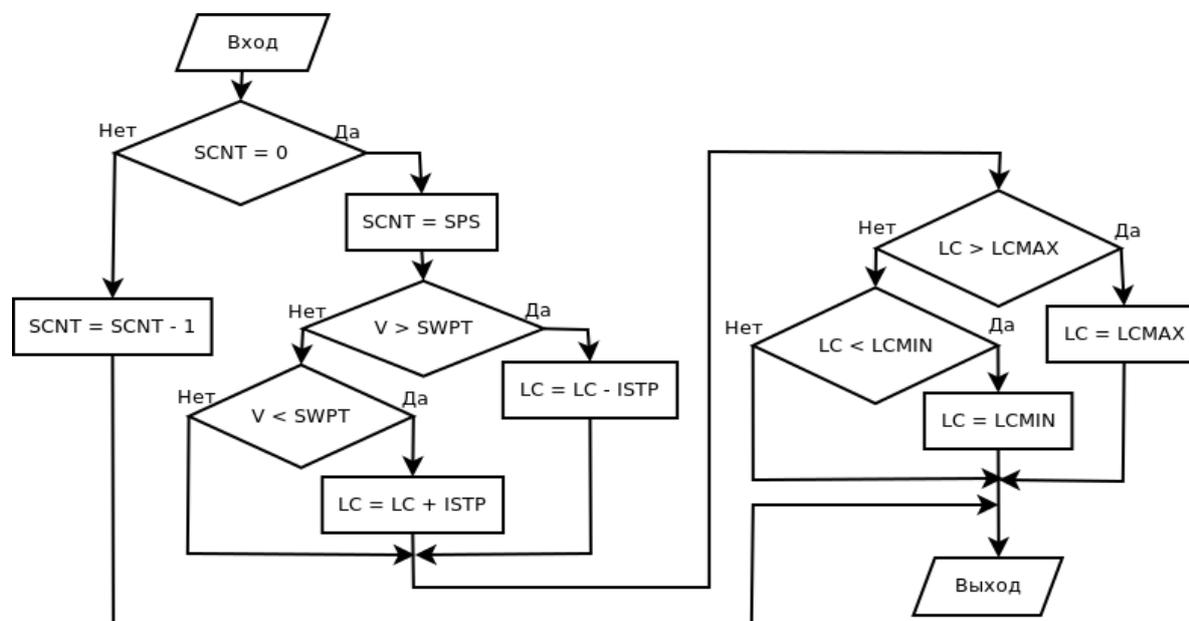 Вход
Нет
Да
SCNT = 0
SCNT = SPS
SCNT = SCNT - 1
Нет
Да
V > SWPT
LC = LC - ISTP
Нет
Да
V < SWPT
LC = LC + ISTP
Нет
Да
LC > LCMAX
LC = LCMAX
Нет
Да
LC < LCMIN
LC = LCMIN
Выход